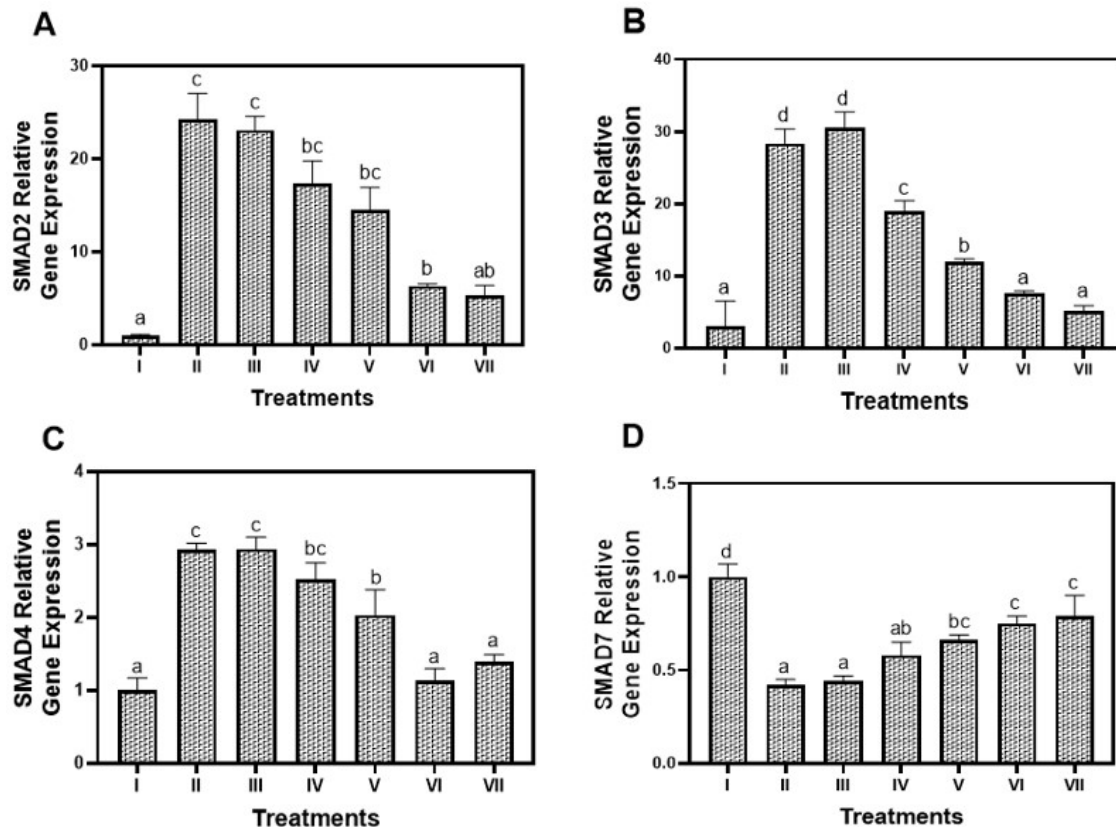 A
SMAD2 Relative
Gene Expression
30
20
10
0
a
c
c
bc
bc
b
ab
I II III IV V VI VII
Treatments
B
SMAD3 Relative
Gene Expression
40
30
20
10
0
a
d
d
c
b
a
a
I II III IV V VI VII
Treatments
C
SMAD4 Relative
Gene Expression
4
3
2
1
0
a
c
c
bc
b
a
a
I II III IV V VI VII
Treatments
D
SMAD7 Relative
Gene Expression
1.5
1.0
0.5
0.0
d
a
a
ab
bc
c
c
I II III IV V VI VII
Treatments